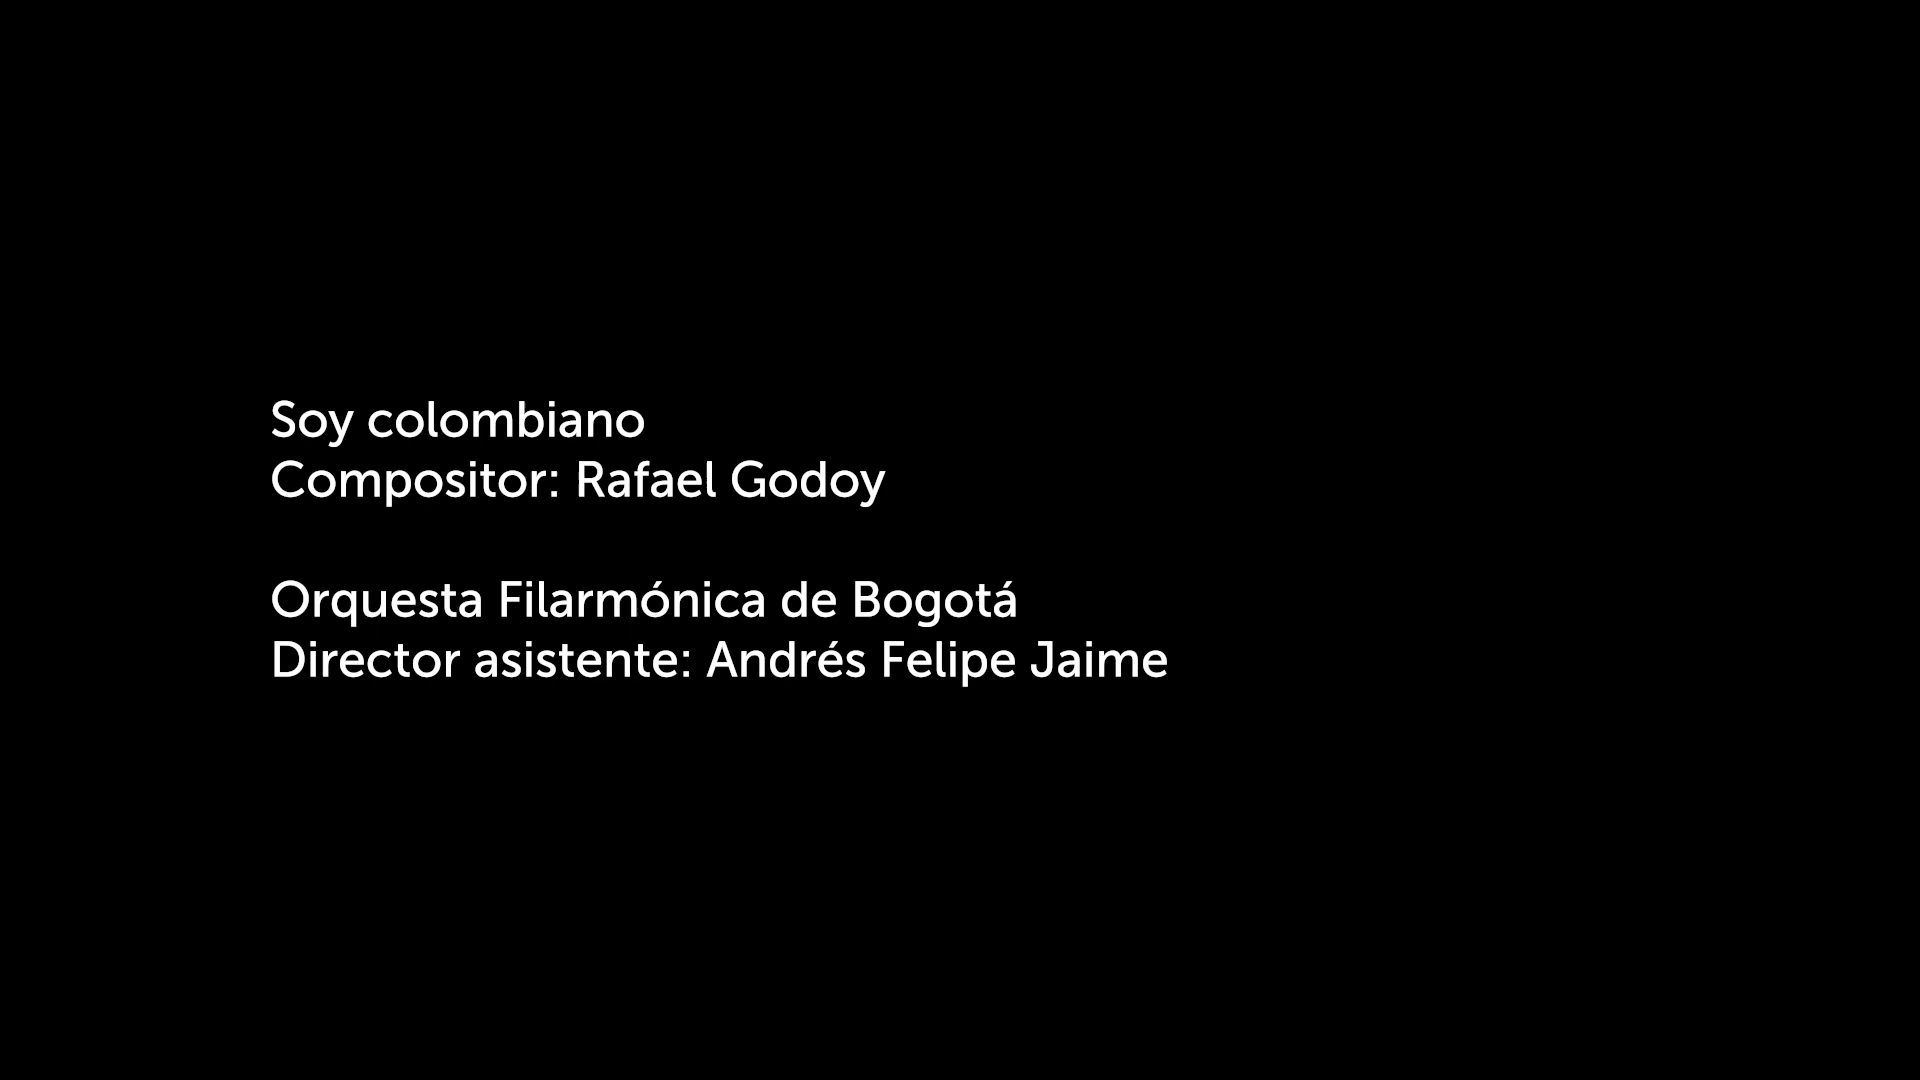 Soy colombiano
Compositor: Rafael Godoy
Orquesta Filarmónica de Bogotá
Director asistente: Andrés Felipe Jaime